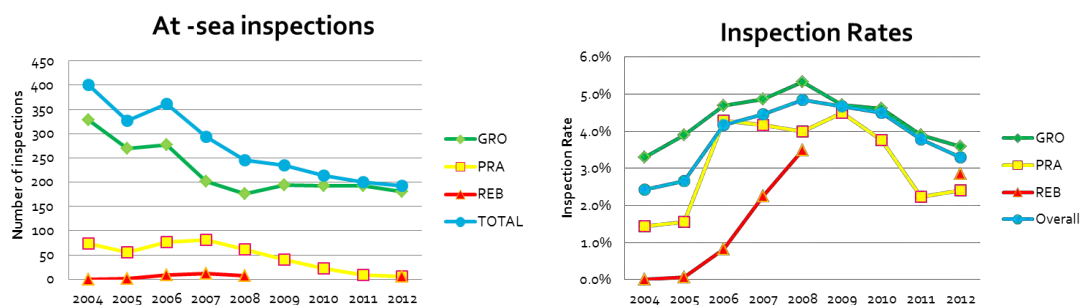 At -sea inspections
Number of inspections
450
400
350
300
250
200
150
100
50
0
2004 2005 2006 2007 2008 2009 2010 2011 2012
GRO
PRA
REB
TOTAL
Inspection Rates
Inspection Rate
6.0%
5.0%
4.0%
3.0%
2.0%
1.0%
0.0%
2004 2005 2006 2007 2008 2009 2010 2011 2012
GRO
PRA
REB
Overall